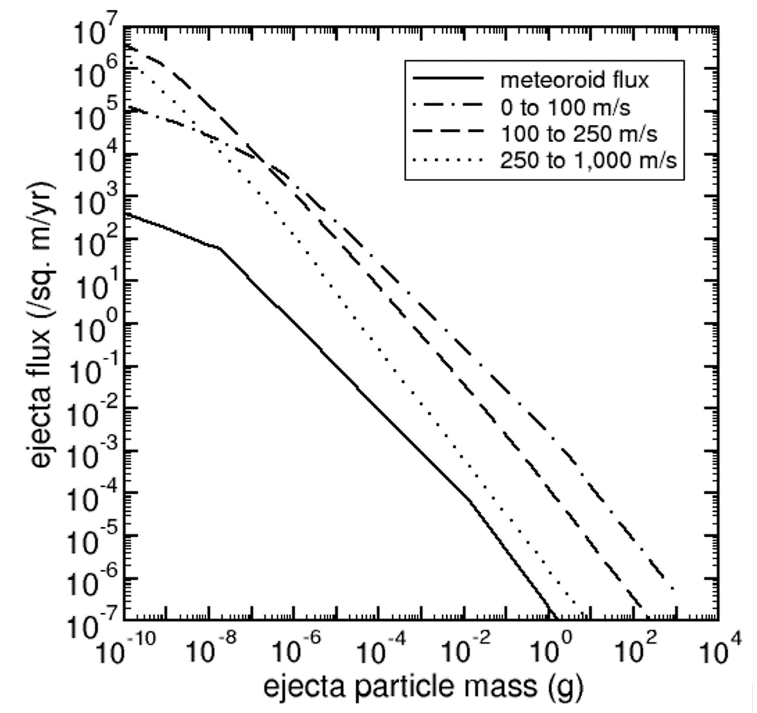 10^7
10^6
10^5
10^4
10^3
10^2
10^1
10^0
10^-1
10^-2
10^-3
10^-4
10^-5
10^-6
10^-7
ejecta flux (/sq. m/yr)
meteoroid flux
0 to 100 m/s
100 to 250 m/s
250 to 1,000 m/s
10^-10 10^-8 10^-6 10^-4 10^-2 10^0 10^2 10^4
ejecta particle mass (g)